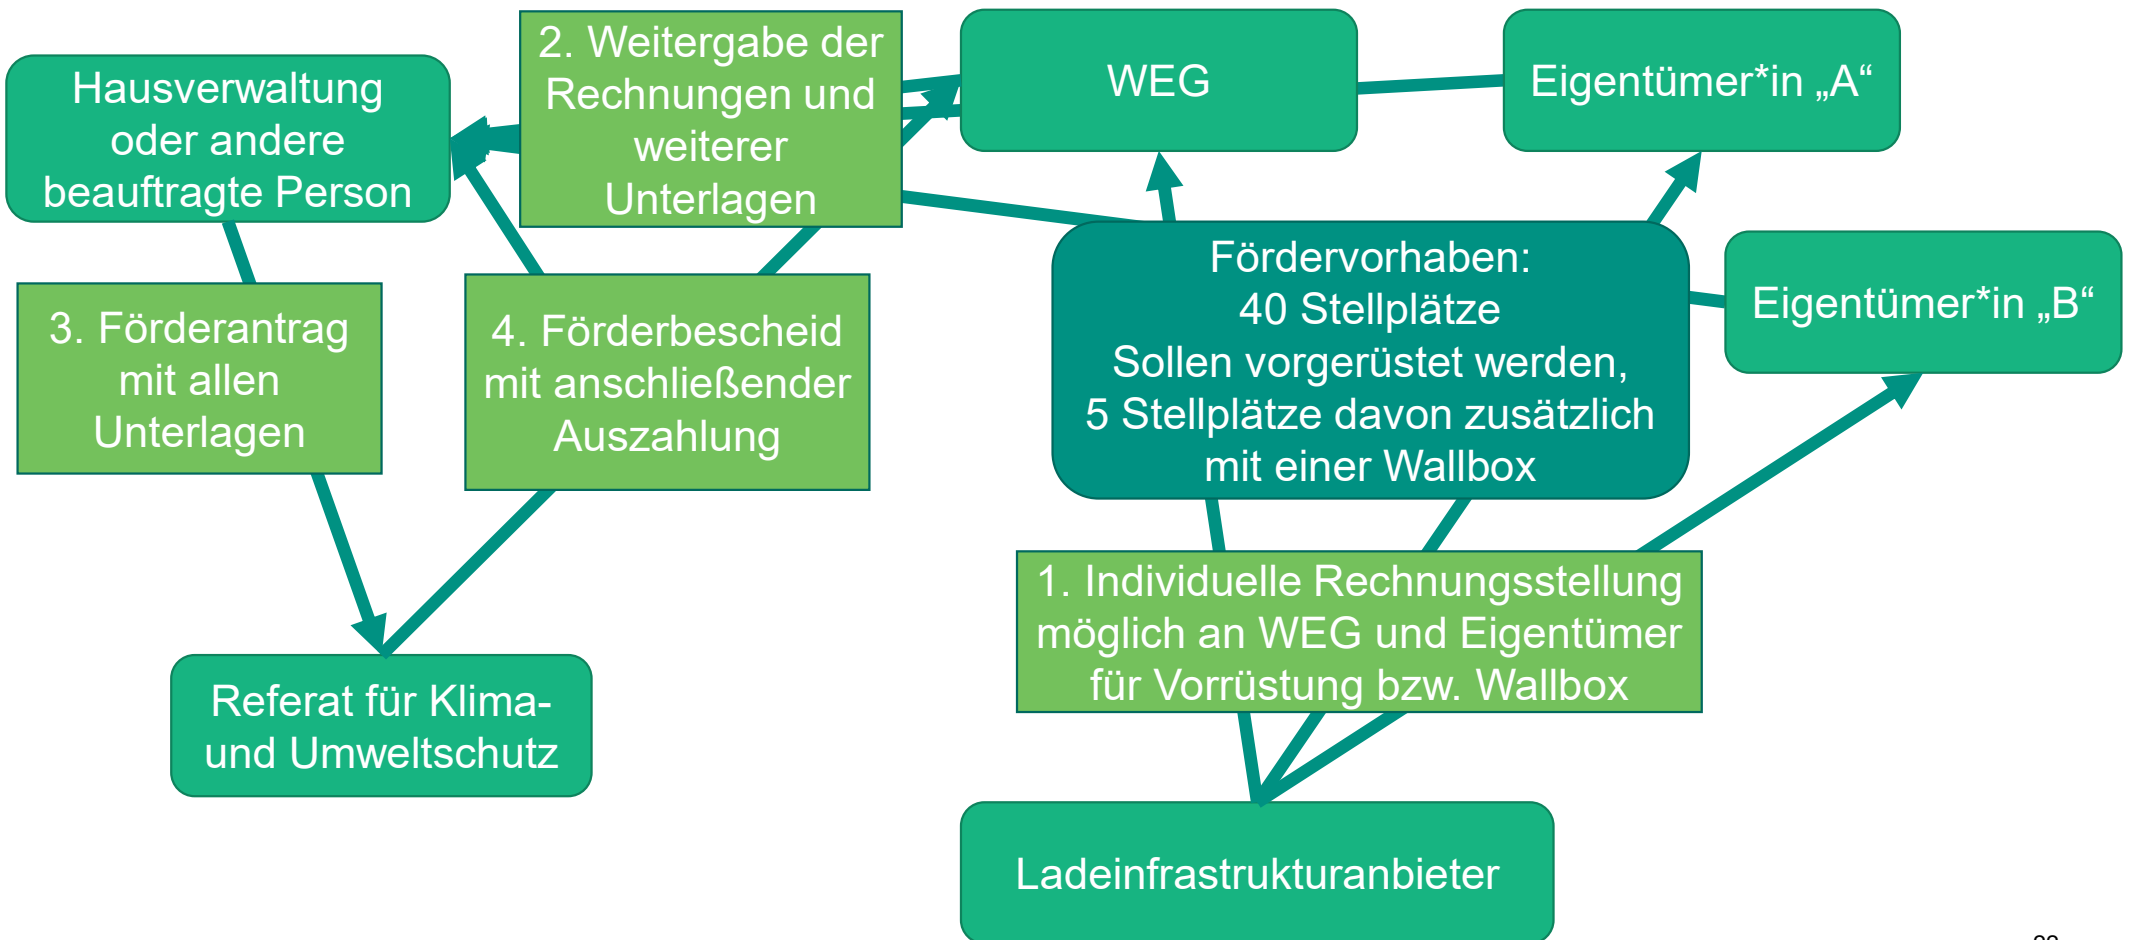 Hausverwaltung
oder andere
beauftragte Person
2. Weitergabe der
Rechnungen und
weiterer
Unterlagen
WEG
Eigentümer*in „A“
Fördervorhaben:
40 Stellplätze
Sollen vorgerüstet werden,
5 Stellplätze davon zusätzlich
mit einer Wallbox
Eigentümer*in „B“
3. Förderantrag
mit allen
Unterlagen
4. Förderbescheid
mit anschließender
Auszahlung
1. Individuelle Rechnungsstellung
möglich an WEG und Eigentümer
für Vorrüstung bzw. Wallbox
Referat für Klima-
und Umweltschutz
Ladeinfrastrukturanbieter